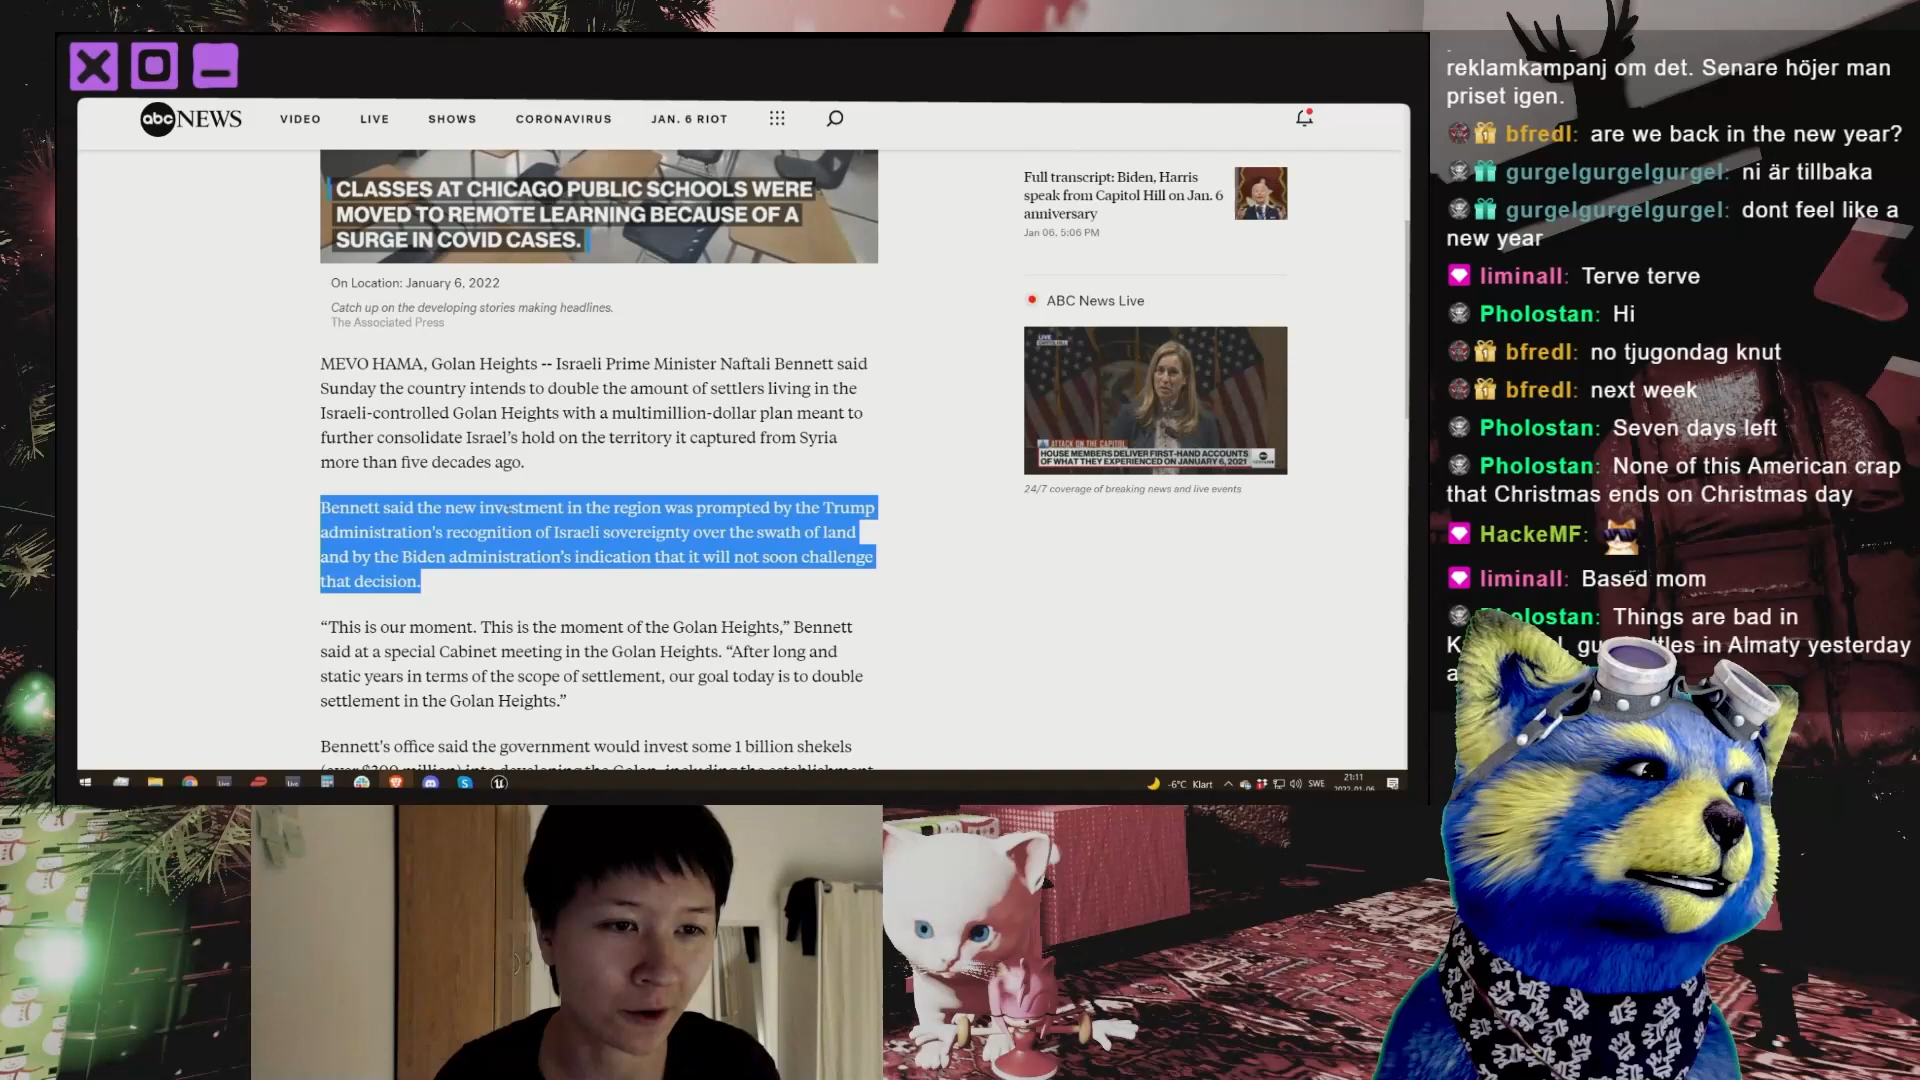 abc NEWS
VIDEO
LIVE
SHOWS
CORONAVIRUS
JAN. 6 RIOT
CLASSES AT CHICAGO PUBLIC SCHOOLS WERE
MOVED TO REMOTE LEARNING BECAUSE OF A
SURGE IN COVID CASES.
On Location: January 6, 2022
Catch up on the developing stories making headlines.
The Associated Press
MEVO HAMA, Golan Heights -- Israeli Prime Minister Naftali Bennett said
Sunday the country intends to double the amount of settlers living in the
Israeli-controlled Golan Heights with a multimillion-dollar plan meant to
further consolidate Israel’s hold on the territory it captured from Syria
more than five decades ago.
Bennett said the new investment in the region was prompted by the Trump
administration's recognition of Israeli sovereignty over the swath of land
and by the Biden administration’s indication that it will not soon challenge
that decision.
“This is our moment. This is the moment of the Golan Heights,” Bennett
said at a special Cabinet meeting in the Golan Heights. “After long and
static years in terms of the scope of settlement, our goal today is to double
settlement in the Golan Heights.”
Bennett's office said the government would invest some 1 billion shekels
Full transcript: Biden, Harris
speak from Capitol Hill on Jan. 6
anniversary
Jan 06, 5:06 PM
ABC News Live
LIVE
ATTACK ON THE CAPITOL
HOUSE MEMBERS DELIVER FIRST-HAND ACCOUNTS
OF WHAT THEY EXPERIENCED ON JANUARY 6, 2021
24/7 coverage of breaking news and live events
-6°C Klart
SWE
21:11
2022-01-06
reklamkampanj om det. Senare höjer man
priset igen.
bfredl: are we back in the new year?
gurgelgurgelgurgel: ni är tillbaka
gurgelgurgelgurgel: dont feel like a
new year
liminall: Terve terve
Pholostan: Hi
bfredl: no tjugondag knut
bfredl: next week
Pholostan: Seven days left
Pholostan: None of this American crap
that Christmas ends on Christmas day
HackeMF:
liminall: Based mom
Pholostan: Things are bad in
in Almaty yesterday